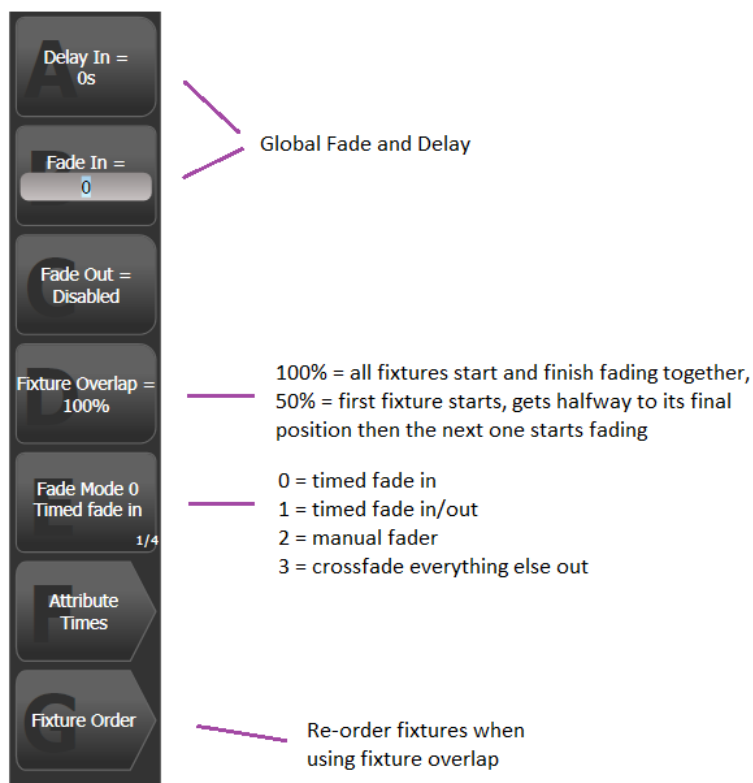 A
Delay In =
0s
B
Fade In =
0
Global Fade and Delay
C
Fade Out =
Disabled
D
Fixture Overlap =
100%
100% = all fixtures start and finish fading together,
50% = first fixture starts, gets halfway to its final
position then the next one starts fading
E
Fade Mode 0
Timed fade in
1/4
0 = timed fade in
1 = timed fade in/out
2 = manual fader
3 = crossfade everything else out
F
Attribute
Times
G
Fixture Order
Re-order fixtures when
using fixture overlap